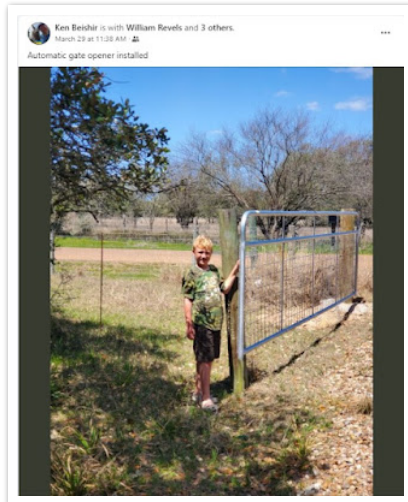 Ken Beishir is with William Revels and 3 others.
March 29 at 11:38 AM ·
Automatic gate opener installed